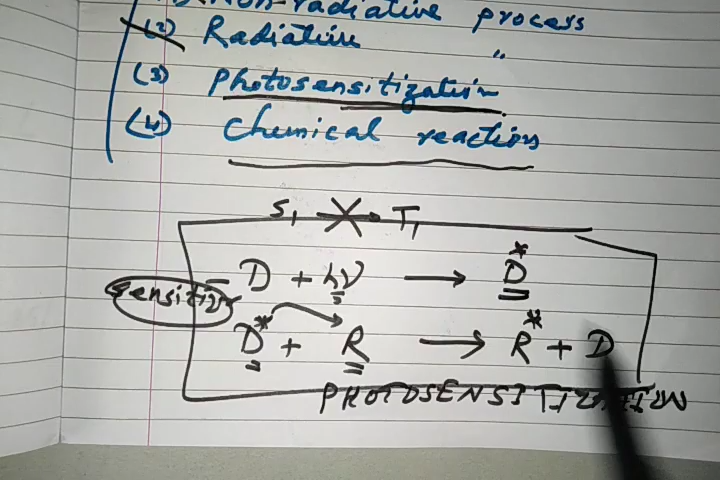 Non-radiative process
(2) Radiative "
(3) Photosensitization
(4) Chemical reactions
S₁ → T₁
D + hν → D*
Sensitizer
D* + R → R* + D
PHOTOSENSITIZATION